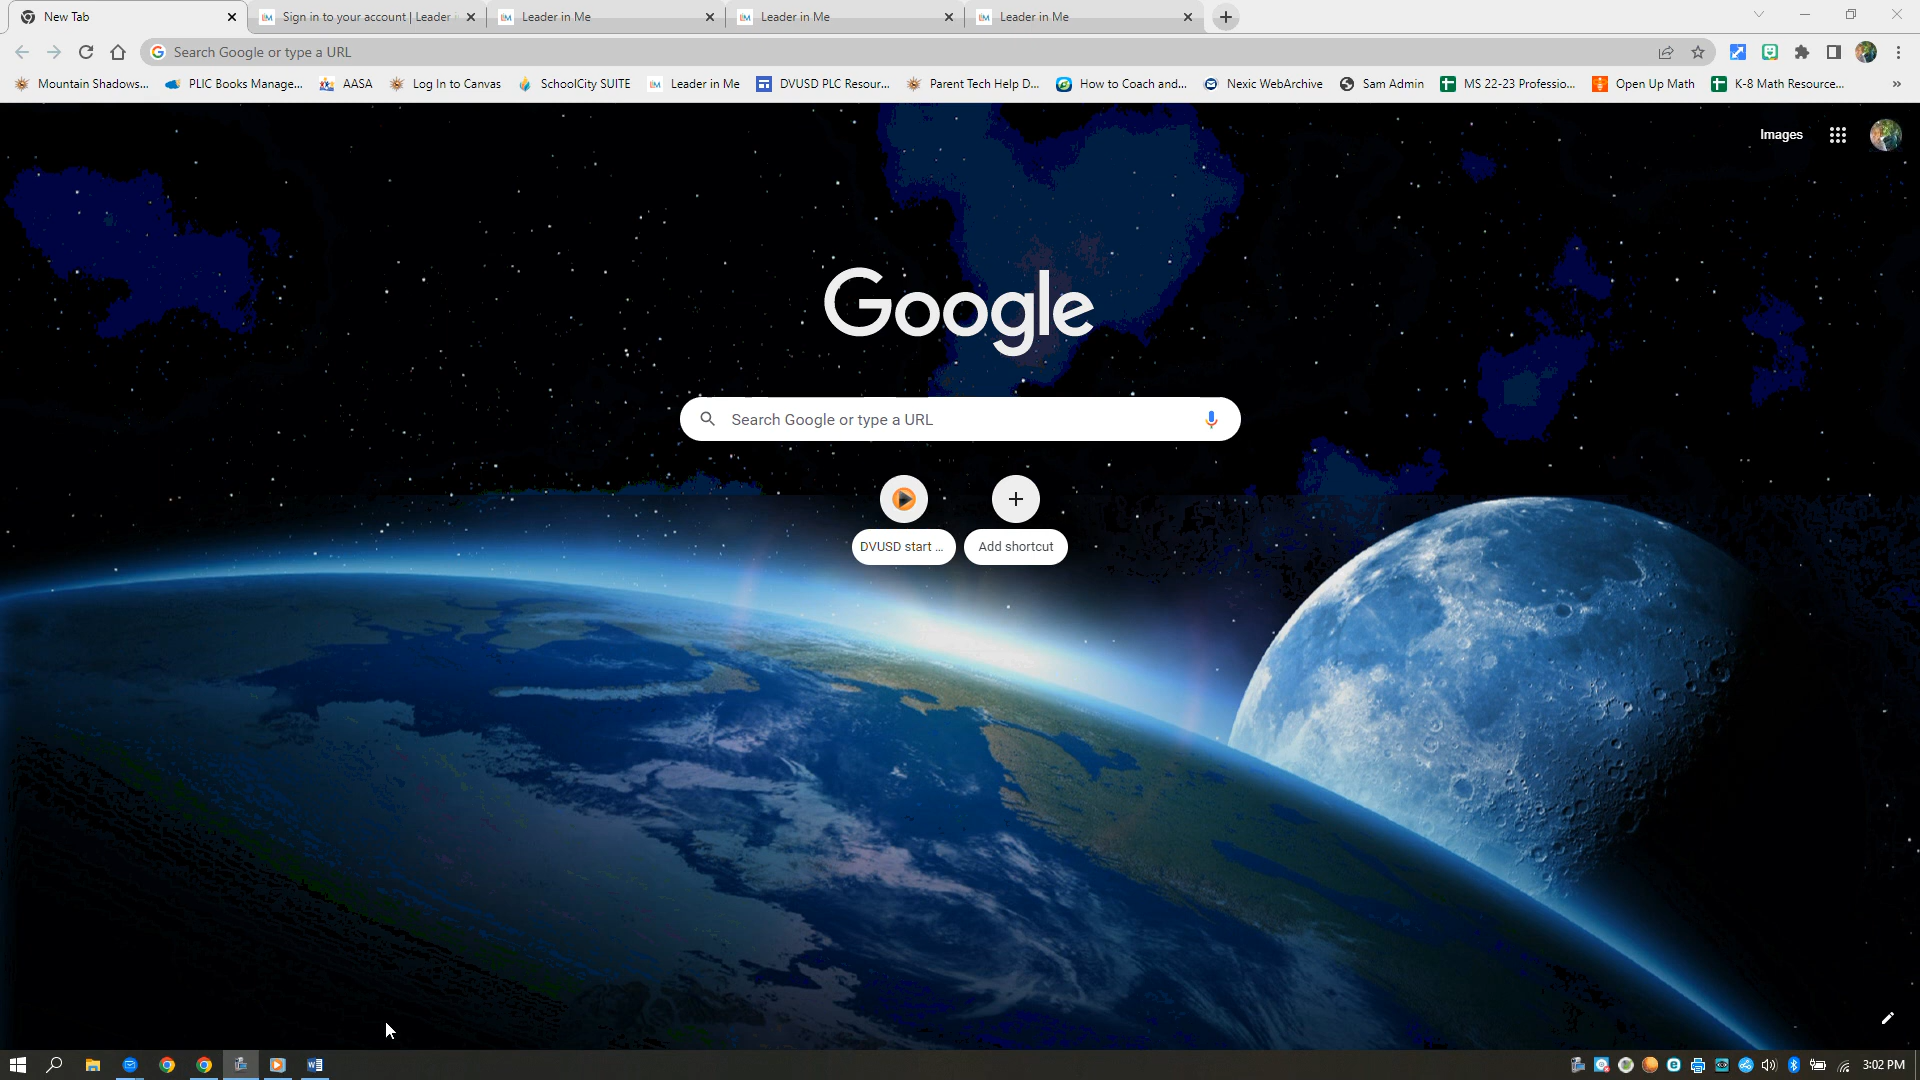 New Tab
Sign in to your account | Leader
Leader in Me
Leader in Me
Leader in Me
Search Google or type a URL
Mountain Shadows...
PLIC Books Manage...
AASA
Log In to Canvas
SchoolCity SUITE
Leader in Me
DVUSD PLC Resour...
Parent Tech Help D...
How to Coach and...
Nexic WebArchive
Sam Admin
MS 22-23 Professio...
Open Up Math
K-8 Math Resource...
Images
Google
Search Google or type a URL
DVUSD start ...
Add shortcut
3:02 PM